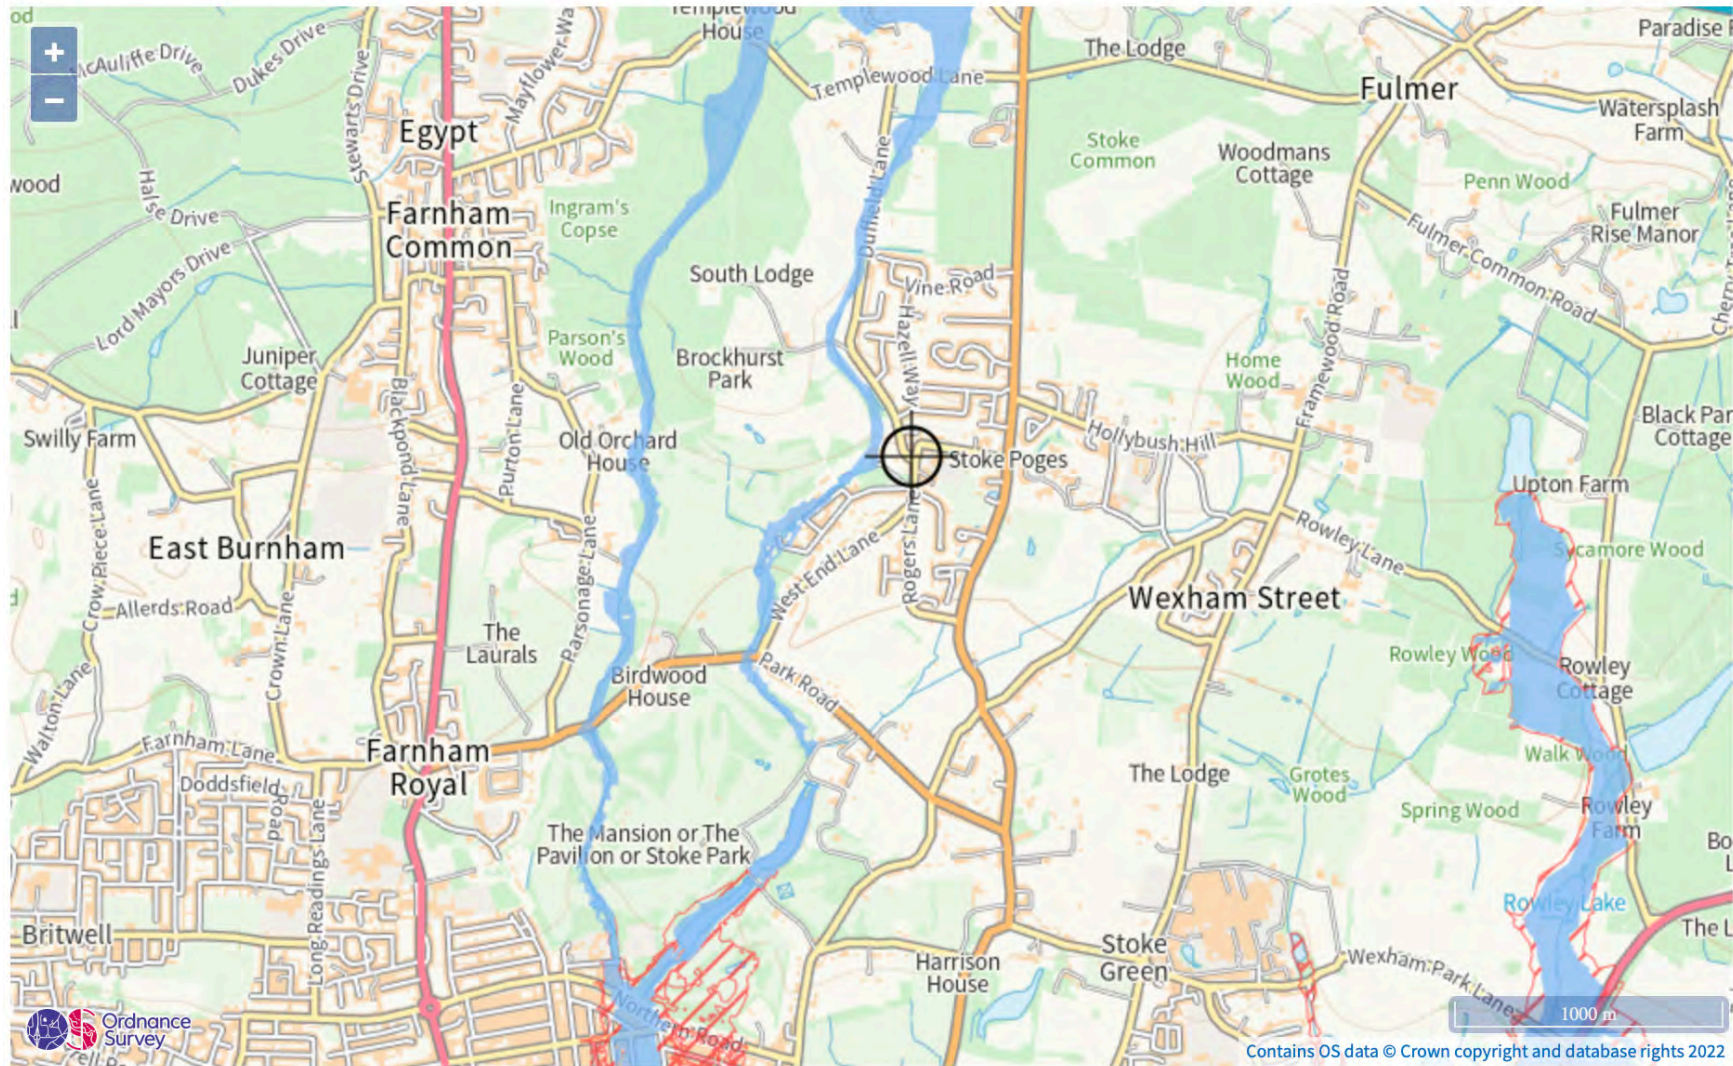 Templewood
House
McAuliffe Drive
Dukes Drive
Stewarts Drive
Mayflower Wa
Templewood Lane
The Lodge
Paradise
Fulmer
Watersplash
Farm
Egypt
Halse Drive
Duffield Lane
Stoke
Common
Woodmans
Cottage
wood
Penn Wood
Farnham
Common
Ingram's
Copse
Fulmer
Rise Manor
Fulmer Common Road
Lord Mayors Drive
South Lodge
Vine Road
Hazell Way
Framewood Road
Juniper
Cottage
Parson's
Wood
Brockhurst
Park
Home
Wood
Blackpond Lane
Purton Lane
Black Par
Cottage
Swilly Farm
Old Orchard
House
Hollybush Hill
Stoke Poges
Upton Farm
Crow Piece Lane
East Burnham
Parsonage Lane
West End Lane
Rogers Lane
Rowley Lane
Sycamore Wood
Allerds Road
Crown Lane
Wexham Street
The
Laurals
Rowley Wood
Rowley
Cottage
Walton Lane
Birdwood
House
Park Road
Farnham Lane
Farnham
Royal
Walk Wood
Doddsfield Road
The Lodge
Grotes
Wood
Spring Wood
Rowley
Farm
Long Readings Lane
The Mansion or The
Pavilion or Stoke Park
Bo
L
Rowley Lake
Britwell
Harrison
House
Stoke
Green
Wexham Park Lane
The L
Northern Road
Ordnance
Survey
1000 m
Contains OS data © Crown copyright and database rights 2022